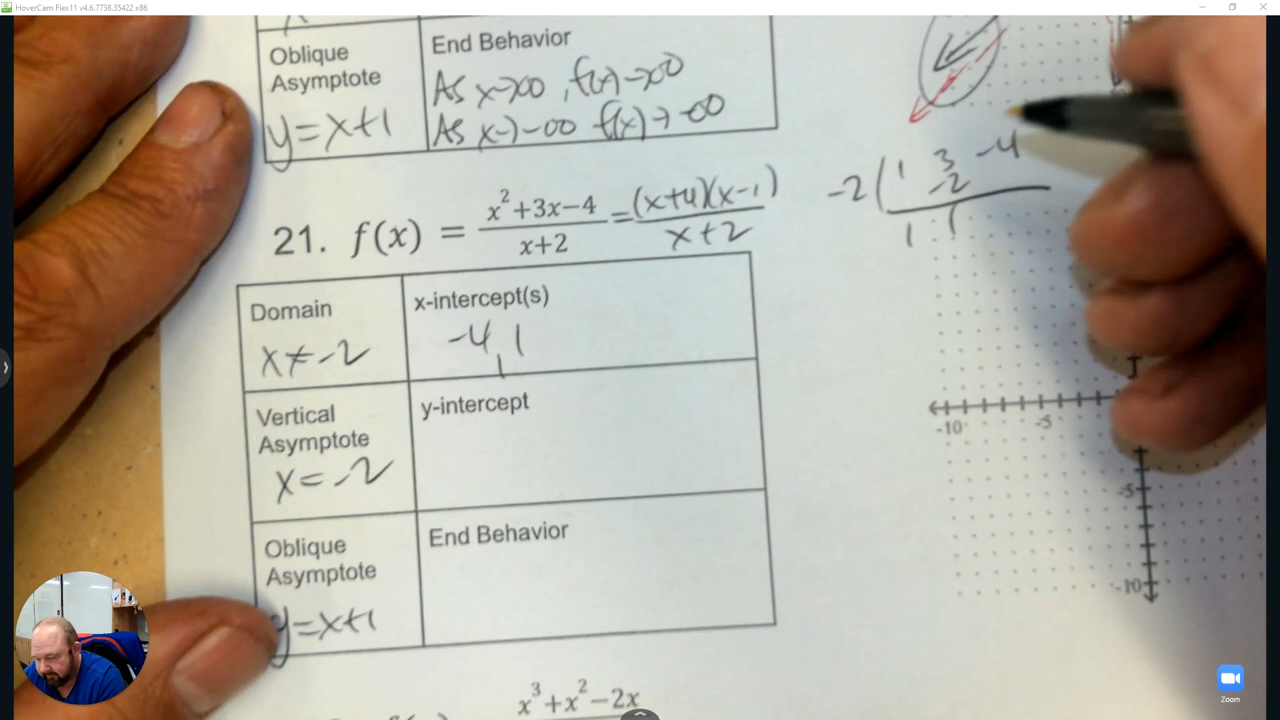 HoverCam Flex11 v4.6.7738.35422 x86
Oblique Asymptote
y=x+1
End Behavior
As x→∞, f(x)→∞
As x→-∞ f(x)→-∞
21. f(x) = x²+3x-4 / x+2 = (x+4)(x-1) / x+2
-2( 1 3 -4
-2
1 1
Domain
x≠-2
x-intercept(s)
-4, 1
Vertical Asymptote
x=-2
y-intercept
Oblique Asymptote
y=x+1
End Behavior
-10 -5
-5
-10
x³+x²-2x
Zoom